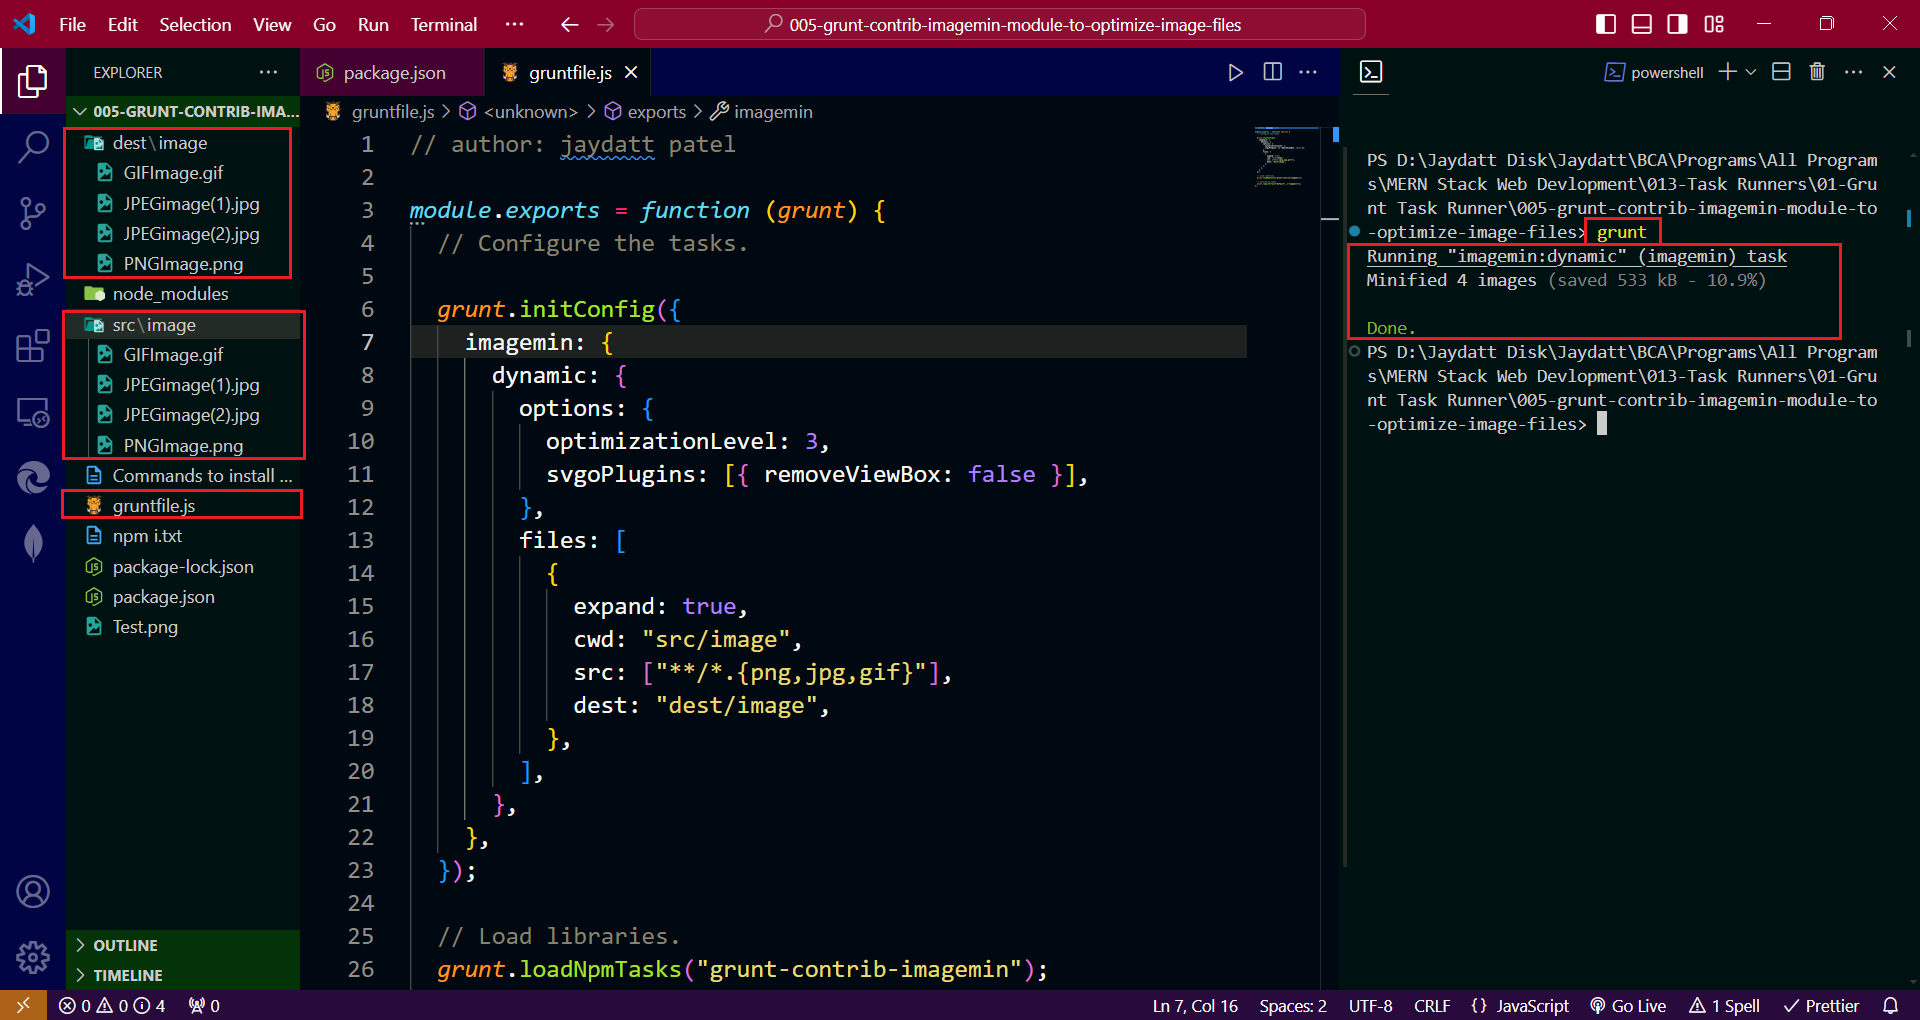 File Edit Selection View Go Run Terminal ···
005-grunt-contrib-imagemin-module-to-optimize-image-files
EXPLORER ···
005-GRUNT-CONTRIB-IMA...
dest\image
GIFImage.gif
JPEGimage(1).jpg
JPEGimage(2).jpg
PNGImage.png
node_modules
src\image
GIFImage.gif
JPEGimage(1).jpg
JPEGimage(2).jpg
PNGImage.png
Commands to install ...
gruntfile.js
npm i.txt
package-lock.json
package.json
Test.png
OUTLINE
TIMELINE
package.json
gruntfile.js
gruntfile.js > <unknown> > exports > imagemin
1 // author: jaydatt patel
2
3 module.exports = function (grunt) {
4 // Configure the tasks.
5
6 grunt.initConfig({
7 imagemin: {
8 dynamic: {
9 options: {
10 optimizationLevel: 3,
11 svgoPlugins: [{ removeViewBox: false }],
12 },
13 files: [
14 {
15 expand: true,
16 cwd: "src/image",
17 src: ["**/*.{png,jpg,gif}"],
18 dest: "dest/image",
19 },
20 ],
21 },
22 },
23 });
24
25 // Load libraries.
26 grunt.loadNpmTasks("grunt-contrib-imagemin");
powershell
PS D:\Jaydatt Disk\Jaydatt\BCA\Programs\All Program
s\MERN Stack Web Devlopment\013-Task Runners\01-Gru
nt Task Runner\005-grunt-contrib-imagemin-module-to
-optimize-image-files> grunt
Running "imagemin:dynamic" (imagemin) task
Minified 4 images (saved 533 kB - 10.9%)
Done.
PS D:\Jaydatt Disk\Jaydatt\BCA\Programs\All Program
s\MERN Stack Web Devlopment\013-Task Runners\01-Gru
nt Task Runner\005-grunt-contrib-imagemin-module-to
-optimize-image-files>
0 0 4 0
Ln 7, Col 16 Spaces: 2 UTF-8 CRLF {} JavaScript Go Live 1 Spell Prettier